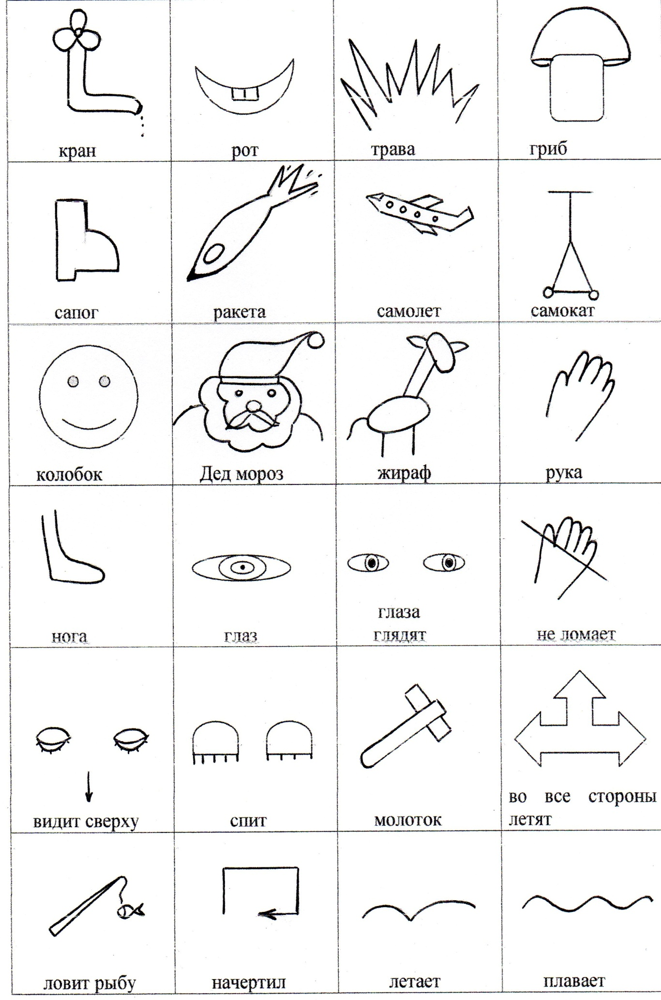 кран
рот
трава
гриб
сапог
ракета
самолет
самокат
колобок
Дед мороз
жираф
рука
нога
глаз
глаза
глядят
не ломает
видит сверху
спит
молоток
во все стороны
летят
ловит рыбу
начертил
летает
плавает